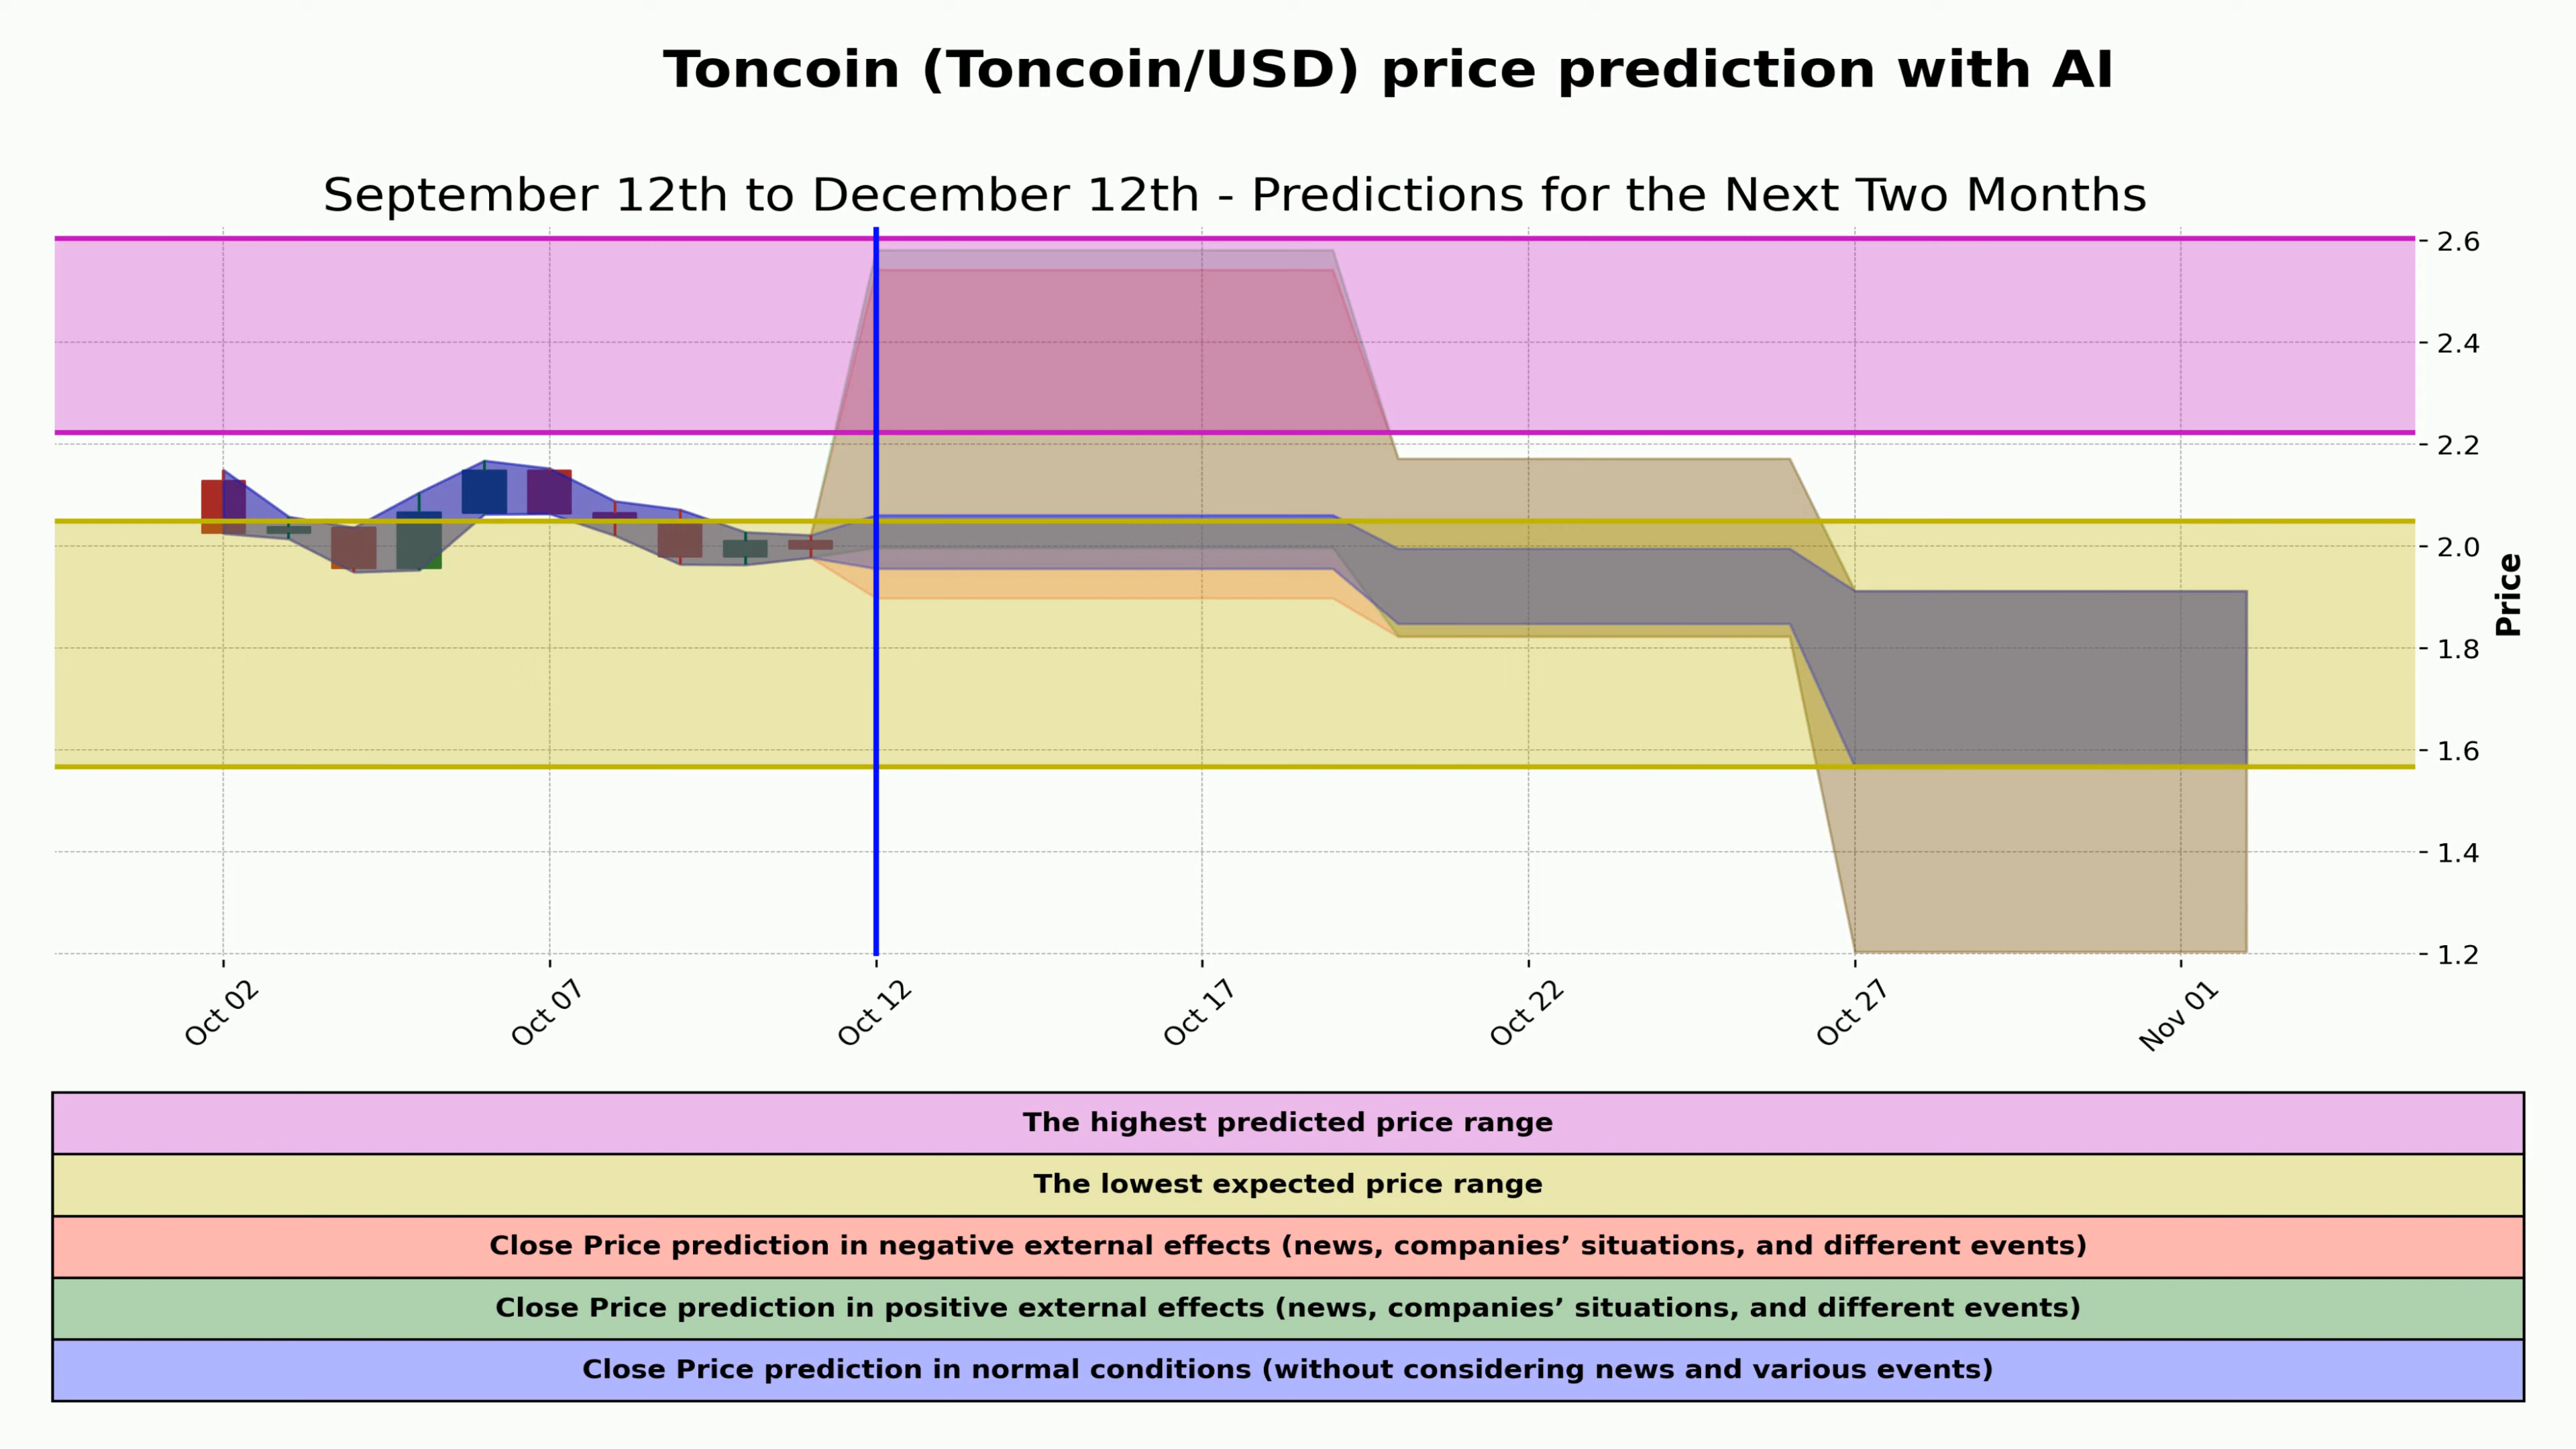 Toncoin (Toncoin/USD) price prediction with AI
September 12th to December 12th - Predictions for the Next Two Months
2.6
2.4
2.2
2.0
1.8
1.6
1.4
1.2
Price
Oct 02
Oct 07
Oct 12
Oct 17
Oct 22
Oct 27
Nov 01
The highest predicted price range
The lowest expected price range
Close Price prediction in negative external effects (news, companies’ situations, and different events)
Close Price prediction in positive external effects (news, companies’ situations, and different events)
Close Price prediction in normal conditions (without considering news and various events)